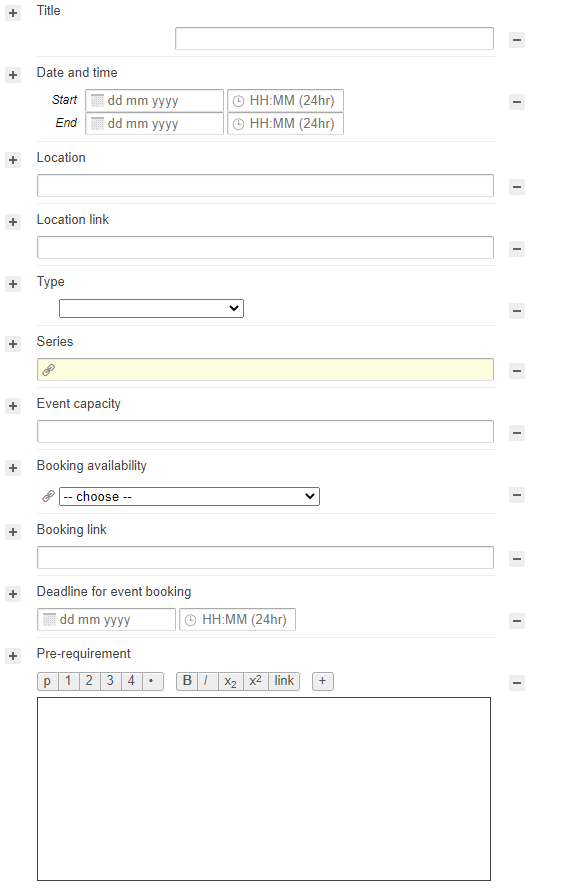 Title
Date and time
Start dd mm yyyy HH:MM (24hr)
End dd mm yyyy HH:MM (24hr)
Location
Location link
Type
Series
Event capacity
Booking availability
-- choose --
Booking link
Deadline for event booking
dd mm yyyy HH:MM (24hr)
Pre-requirement
p 1 2 3 4 • B I x₂ x² link +